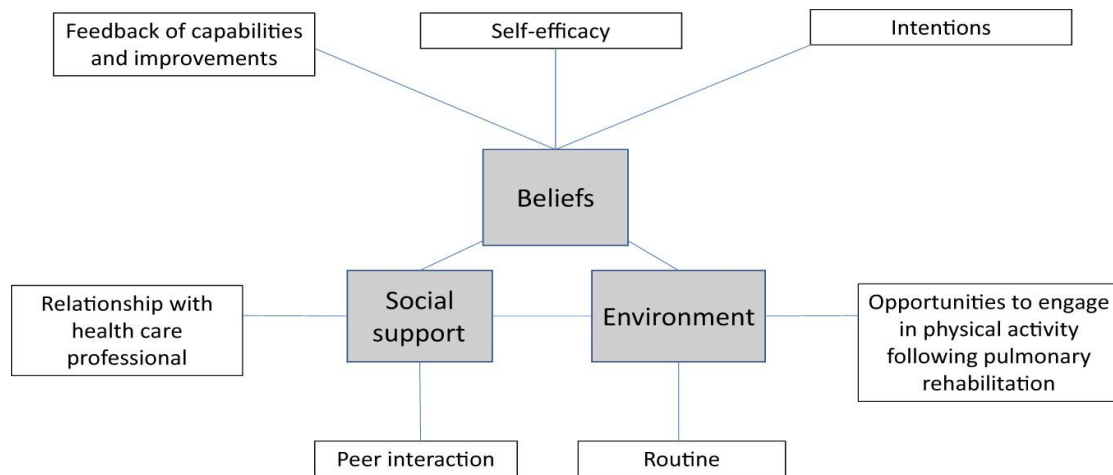 Feedback of capabilities
and improvements
Self-efficacy
Intentions
Beliefs
Relationship with
health care
professional
Social
support
Environment
Opportunities to engage
in physical activity
following pulmonary
rehabilitation
Peer interaction
Routine